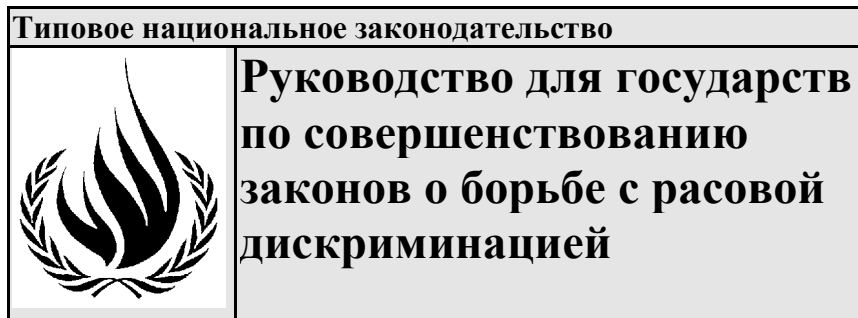 Типовое национальное законодательство
Руководство для государств
по совершенствованию
законов о борьбе с расовой
дискриминацией